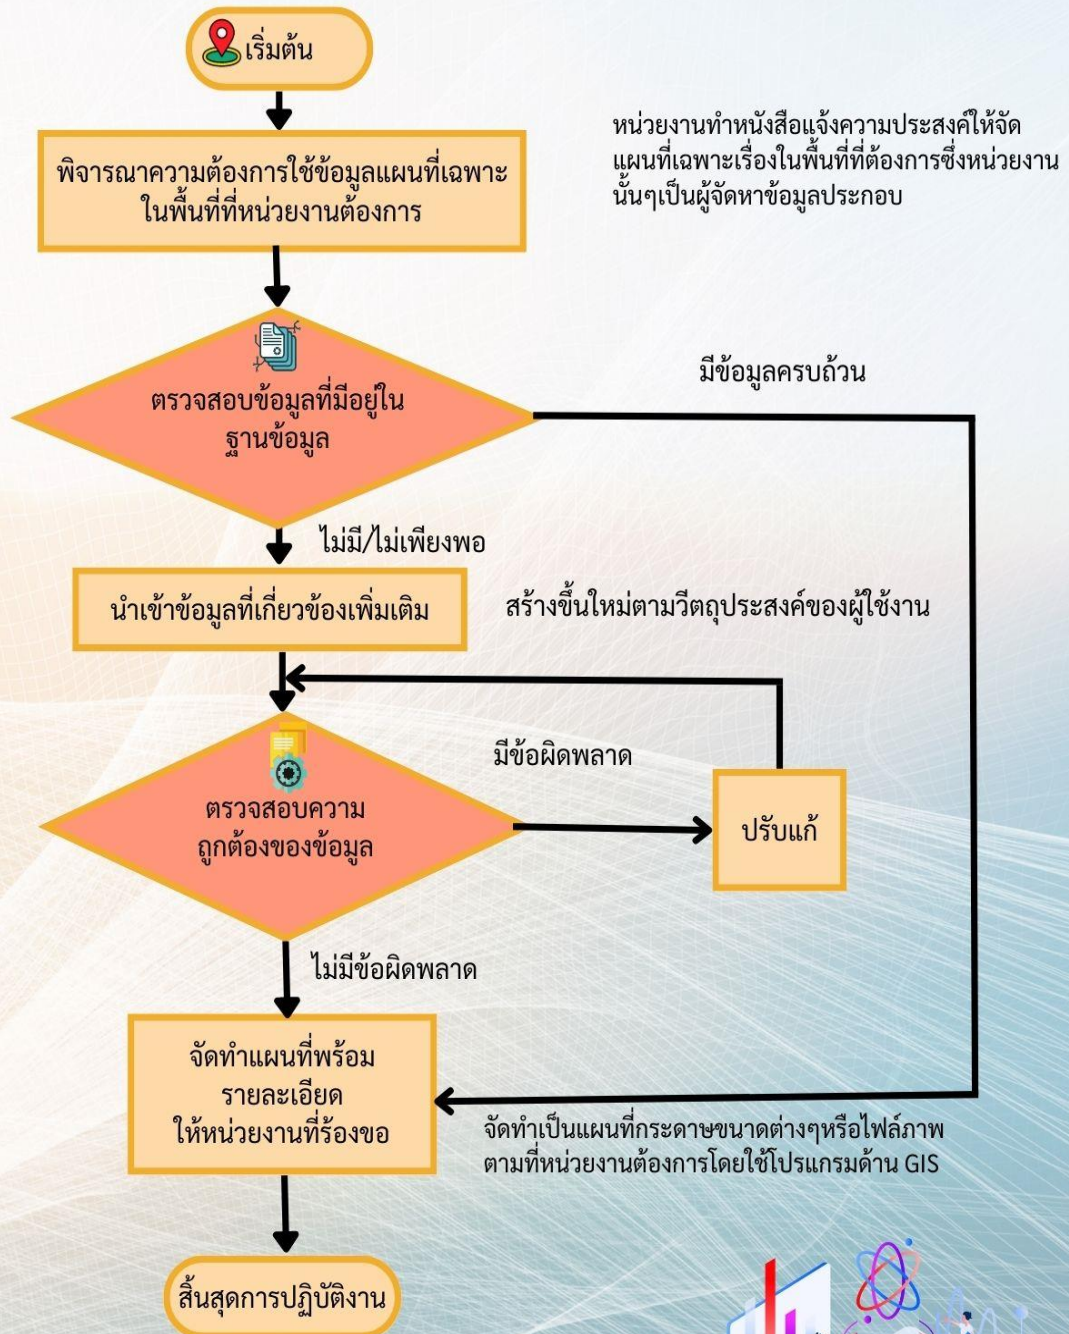 เริ่มต้น
หน่วยงานทำหนังสือแจ้งความประสงค์ให้จัด
แผนที่เฉพาะเรื่องในพื้นที่ที่ต้องการซึ่งหน่วยงาน
นั้นๆเป็นผู้จัดหาข้อมูลประกอบ
พิจารณาความต้องการใช้ข้อมูลแผนที่เฉพาะ
ในพื้นที่ที่หน่วยงานต้องการ
มีข้อมูลครบถ้วน
ตรวจสอบข้อมูลที่มีอยู่ใน
ฐานข้อมูล
ไม่มี/ไม่เพียงพอ
นำเข้าข้อมูลที่เกี่ยวข้องเพิ่มเติม
สร้างขึ้นใหม่ตามวีตถุประสงค์ของผู้ใช้งาน
มีข้อผิดพลาด
ตรวจสอบความ
ถูกต้องของข้อมูล
ปรับแก้
ไม่มีข้อผิดพลาด
จัดทำแผนที่พร้อม
รายละเอียด
ให้หน่วยงานที่ร้องขอ
จัดทำเป็นแผนที่กระดาษขนาดต่างๆหรือไฟล์ภาพ
ตามที่หน่วยงานต้องการโดยใช้โปรแกรมด้าน GIS
สิ้นสุดการปฏิบัติงาน